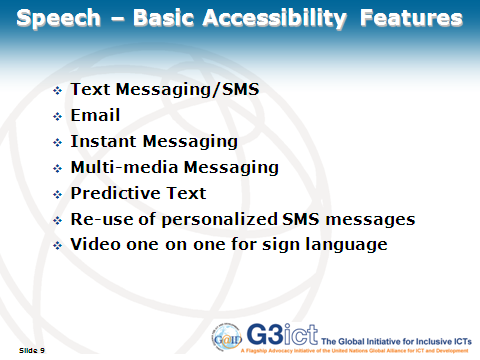 Speech – Basic Accessibility Features
Text Messaging/SMS
Email
Instant Messaging
Multi-media Messaging
Predictive Text
Re-use of personalized SMS messages
Video one on one for sign language
Slide 9
G@ID G3ict The Global Initiative for Inclusive ICTs
A Flagship Advocacy Initiative of the United Nations Global Alliance for ICT and Development